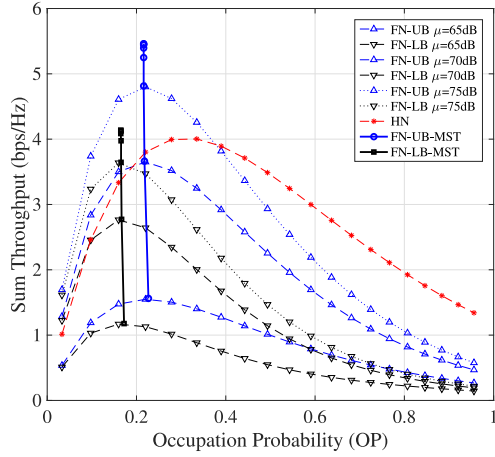 6
5
4
3
2
1
0
0
0.2
0.4
0.6
0.8
1
Sum Throughput (bps/Hz)
Occupation Probability (OP)
FN-UB μ=65dB
FN-LB μ=65dB
FN-UB μ=70dB
FN-LB μ=70dB
FN-UB μ=75dB
FN-LB μ=75dB
HN
FN-UB-MST
FN-LB-MST